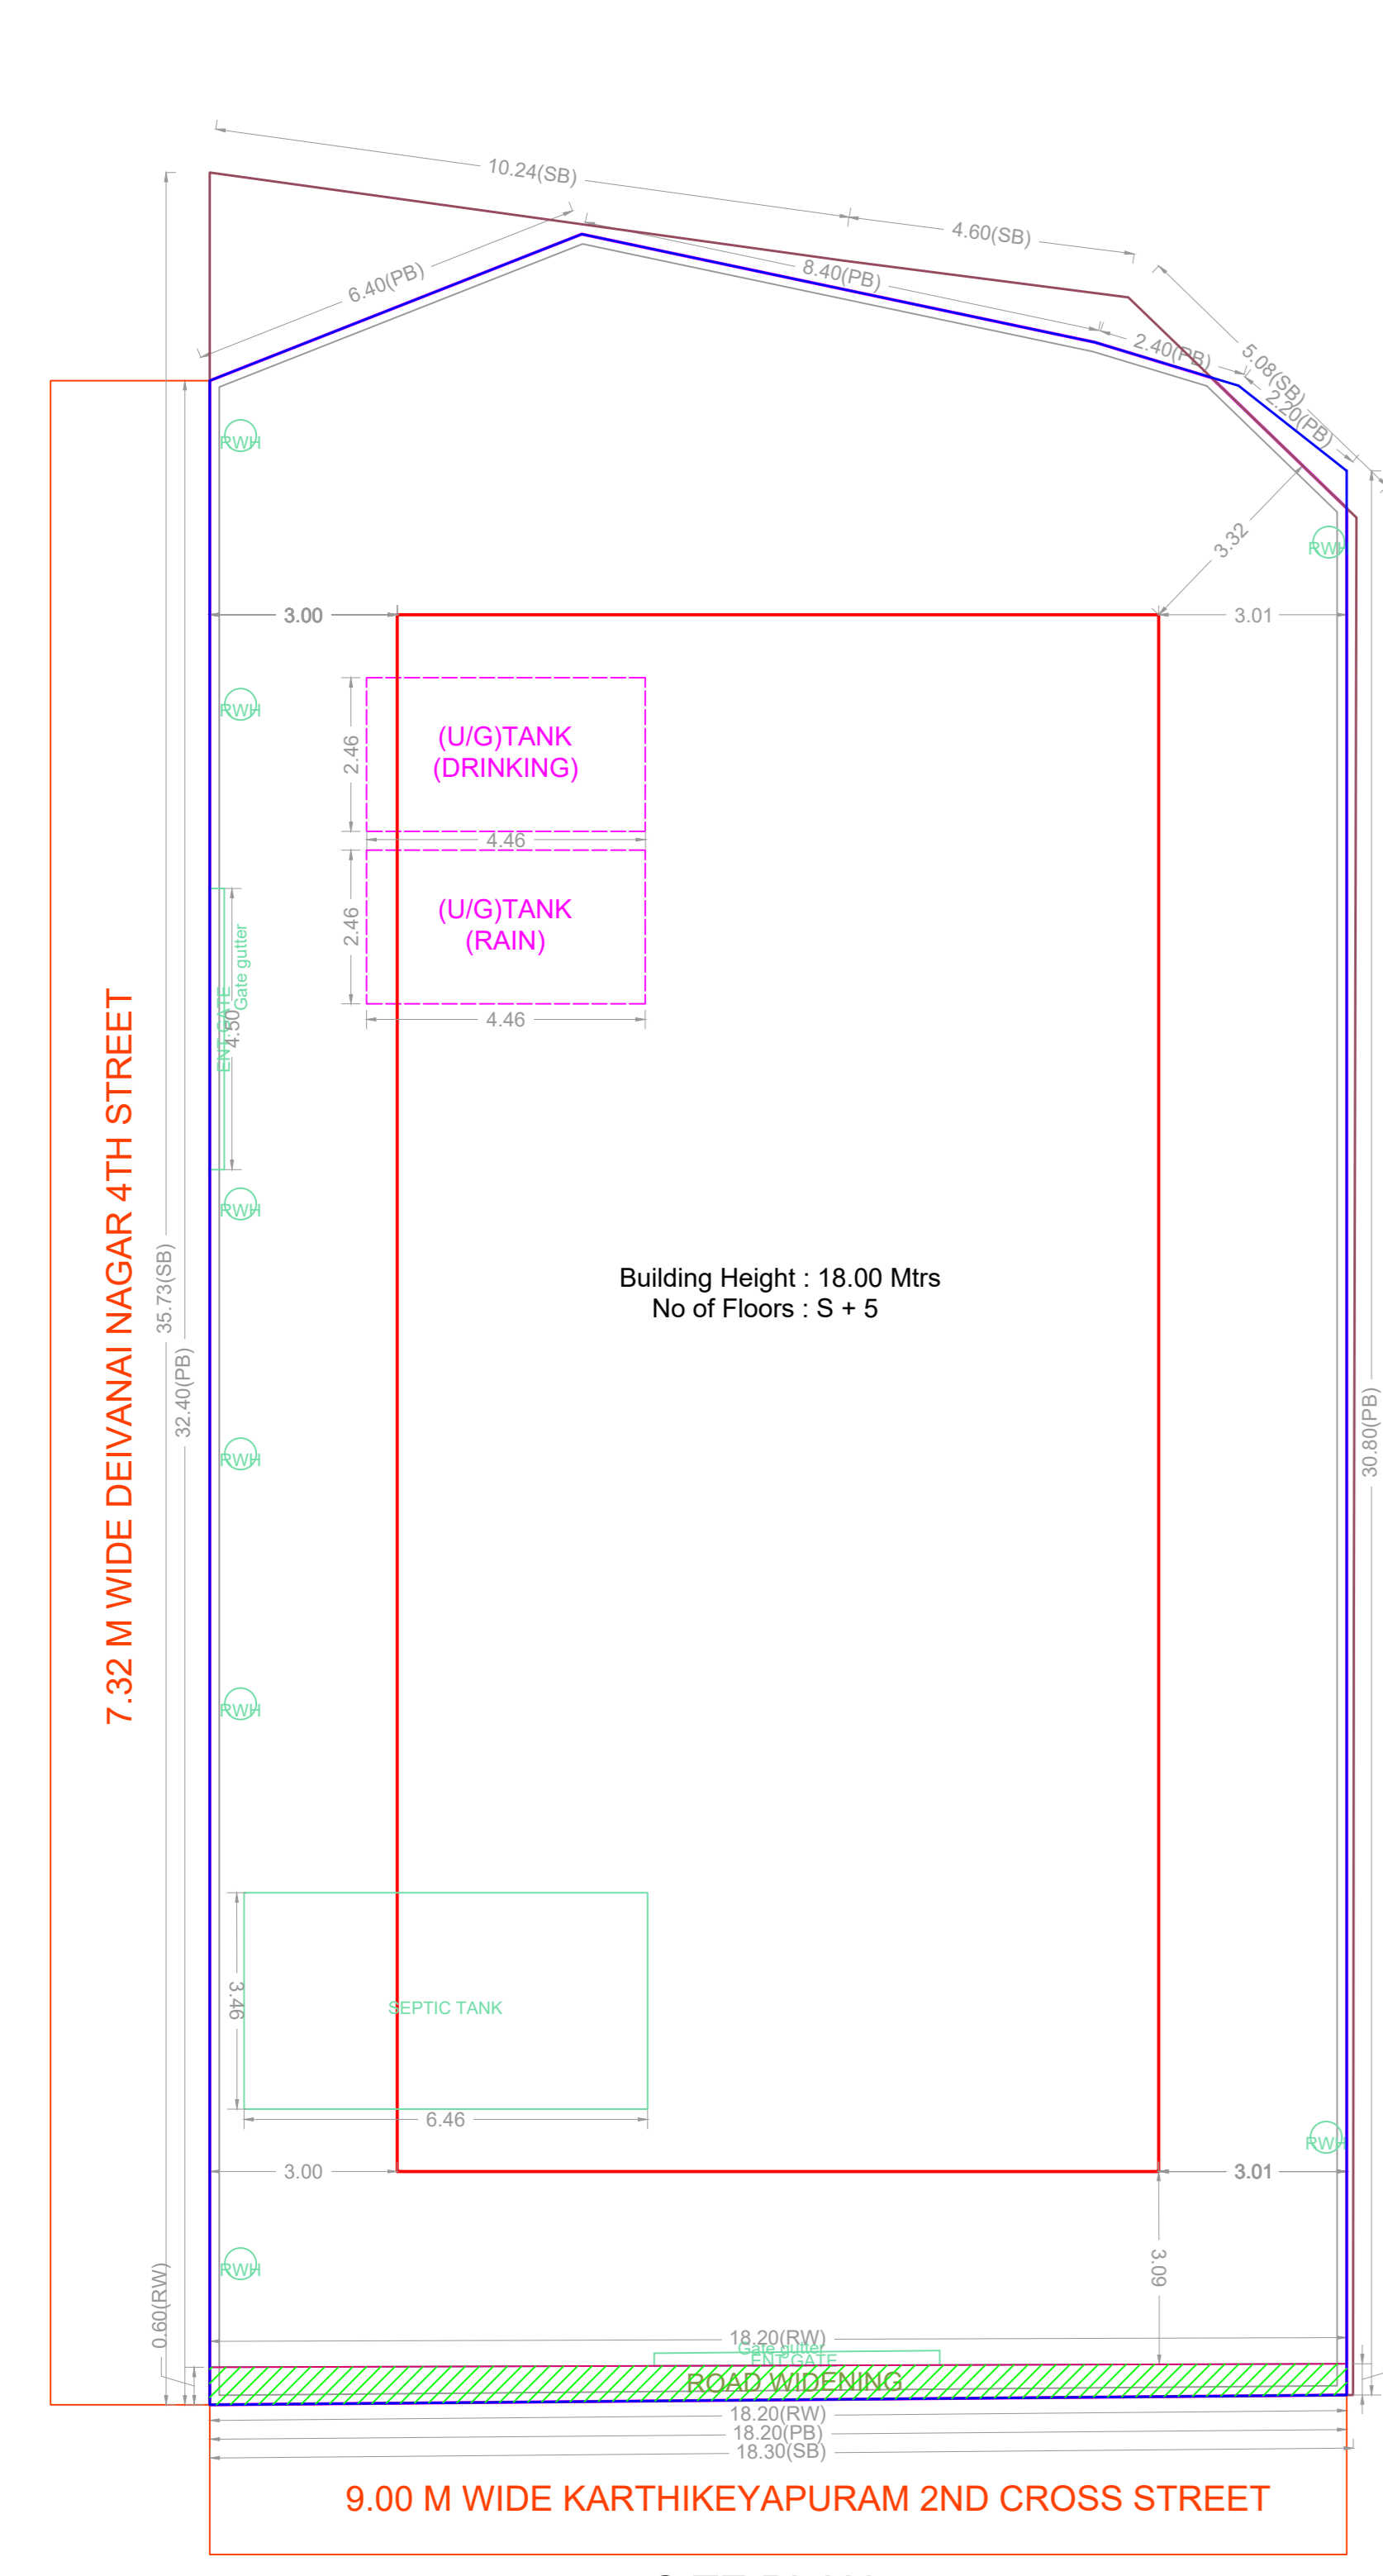 10.24(SB)
4.60(SB)
6.40(PB)
8.40(PB)
2.40(PB)
5.08(SB)
2.20(PB)
RWH
3.32
RWH
3.00
3.01
RWH
2.46
(U/G)TANK
(DRINKING)
4.46
2.46
(U/G)TANK
(RAIN)
4.46
Gate gutter
ENT GATE
4.50
RWH
7.32 M WIDE DEIVANAI NAGAR 4TH STREET
35.73(SB)
32.40(PB)
Building Height : 18.00 Mtrs
No of Floors : S + 5
30.80(PB)
RWH
RWH
3.46
SEPTIC TANK
6.46
RWH
3.00
3.01
3.09
RWH
0.60(RW)
18.20(RW)
Gate gutter
ENT GATE
ROAD WIDENING
18.20(RW)
18.20(PB)
18.30(SB)
9.00 M WIDE KARTHIKEYAPURAM 2ND CROSS STREET